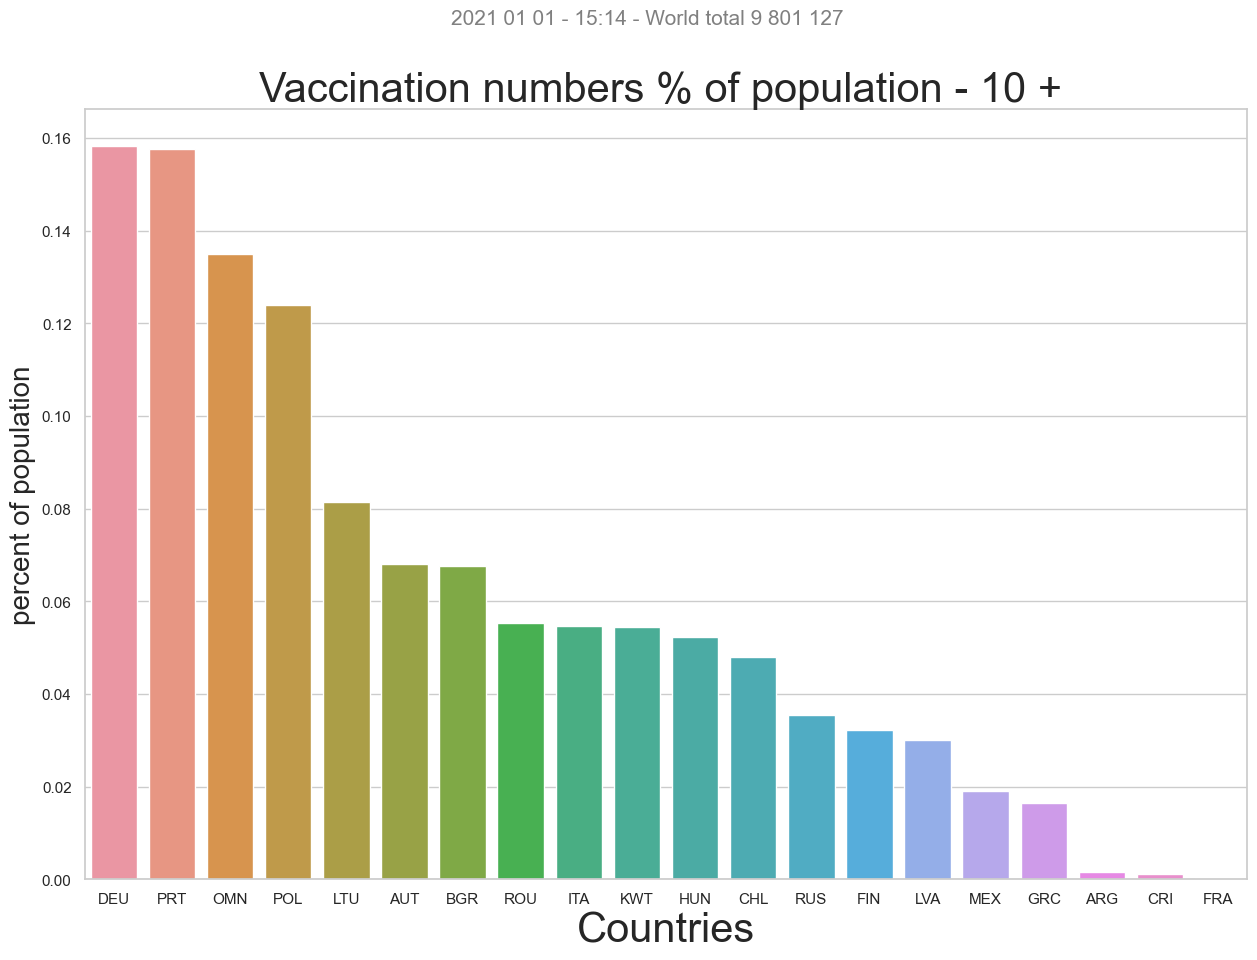 2021 01 01 - 15:14 - World total 9 801 127
Vaccination numbers % of population - 10 +
0.16
0.14
0.12
0.10
0.08
0.06
0.04
0.02
0.00
percent of population
DEU PRT OMN POL LTU AUT BGR ROU ITA KWT HUN CHL RUS FIN LVA MEX GRC ARG CRI FRA
Countries